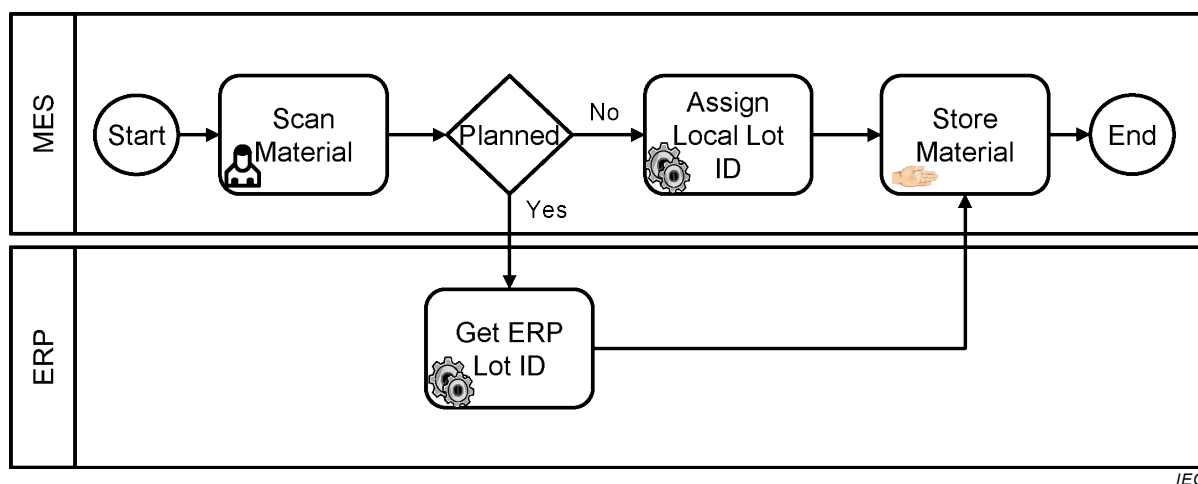 MES
Start
Scan
Material
Planned
No
Yes
Assign
Local Lot
ID
Store
Material
End
ERP
Get ERP
Lot ID
IEC